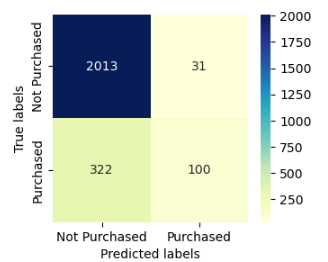 2013
31
322
100
True labels
Not Purchased
Purchased
Not Purchased
Purchased
Predicted labels
2000
1750
1500
1250
1000
750
500
250